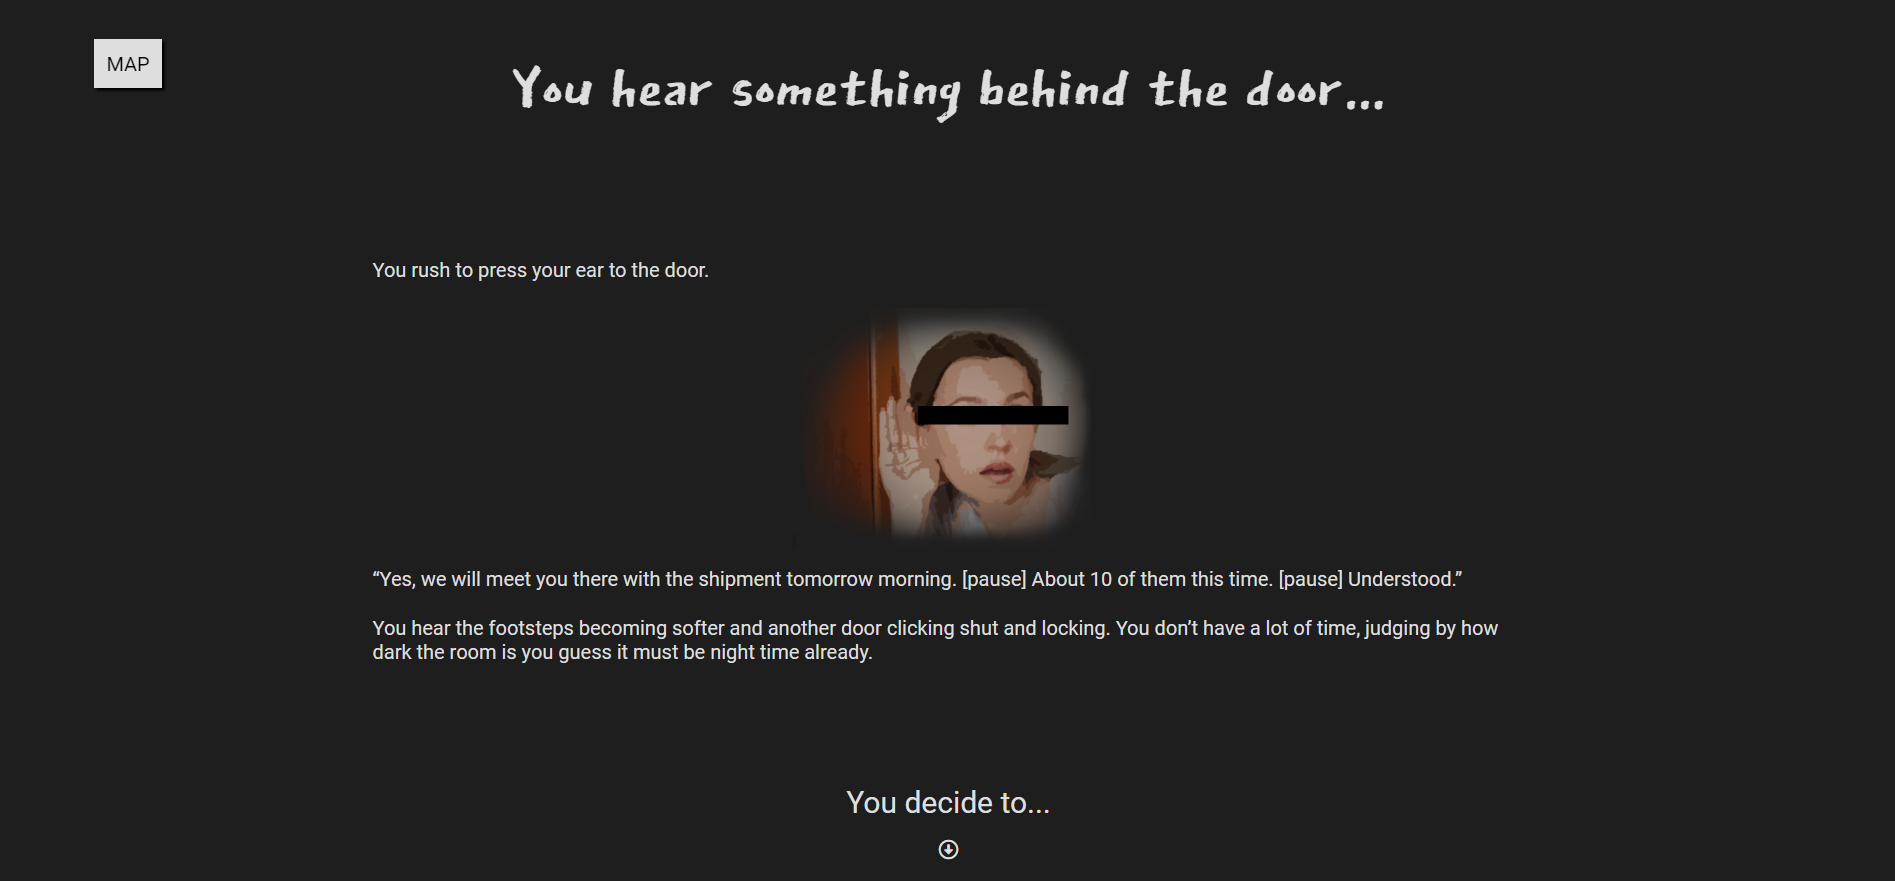 MAP
You hear something behind the door...
You rush to press your ear to the door.
“Yes, we will meet you there with the shipment tomorrow morning. [pause] About 10 of them this time. [pause] Understood.”
You hear the footsteps becoming softer and another door clicking shut and locking. You don’t have a lot of time, judging by how
dark the room is you guess it must be night time already.
You decide to...